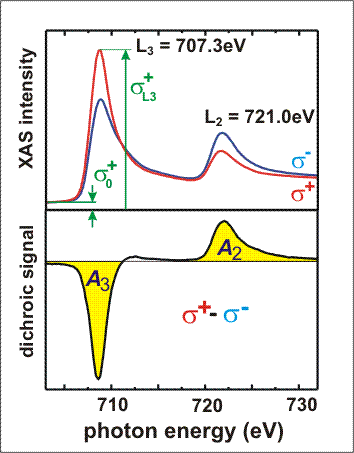 L₃ = 707.3eV
σ⁺L3
L₂ = 721.0eV
XAS intensity
σ⁻
σ₀⁺
σ⁺
A₂
A₃
dichroic signal
σ⁺- σ⁻
710 720 730
photon energy (eV)